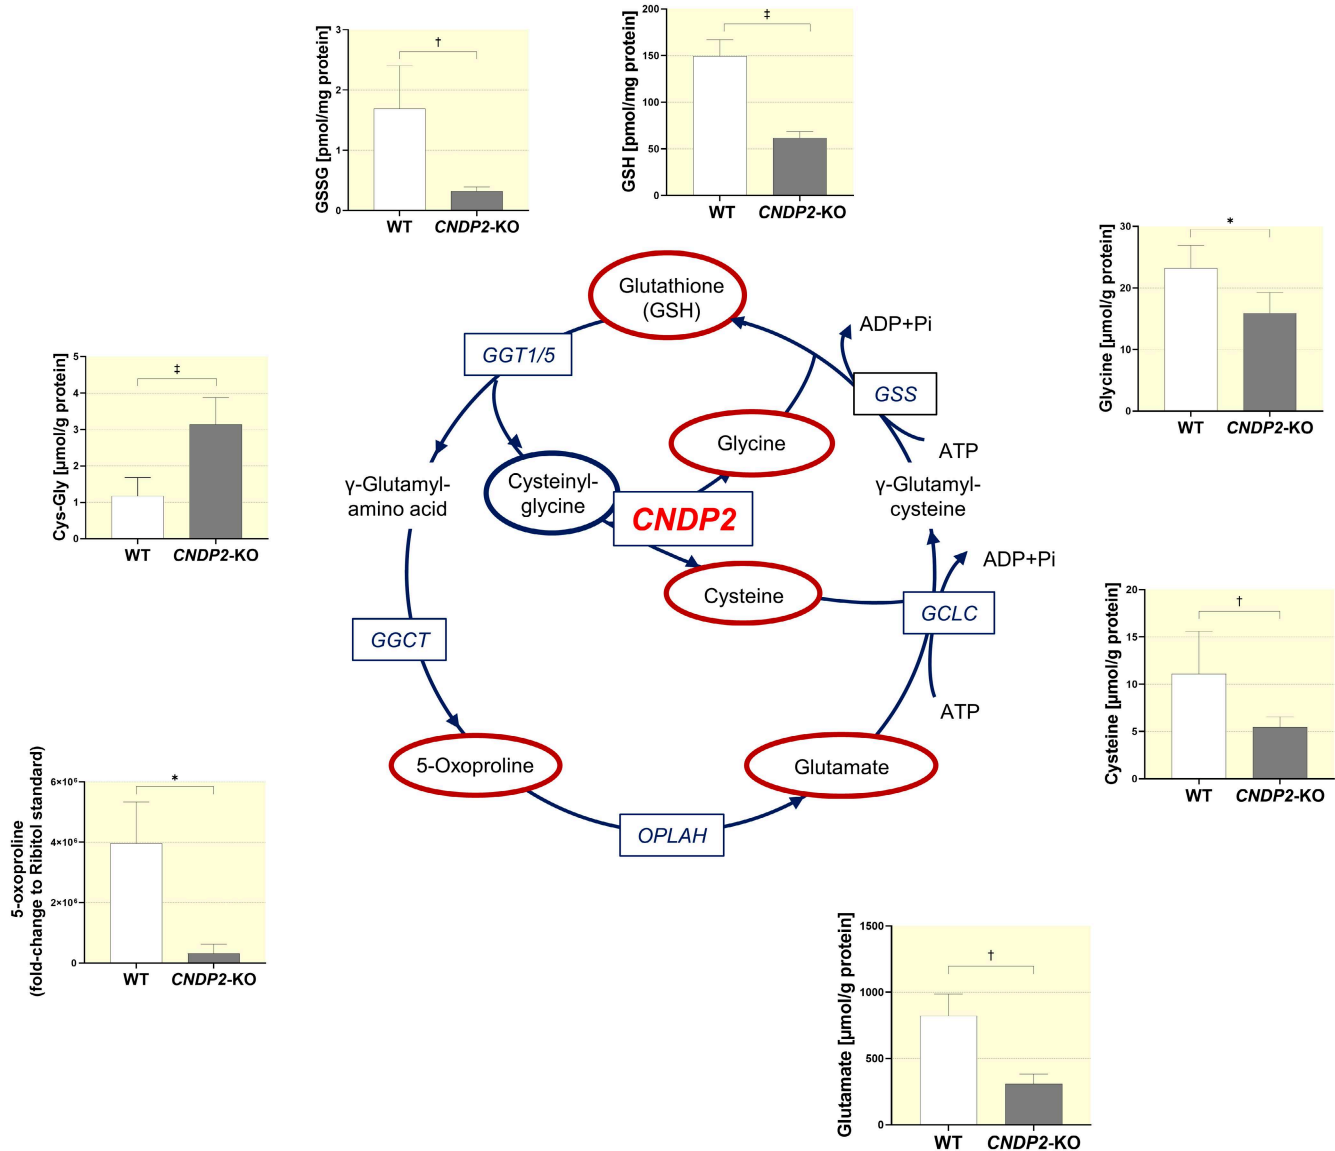 GSSG [pmol/mg protein]
3
2
1
0
†
WT
CNDP2-KO
GSH [pmol/mg protein]
200
150
100
50
0
‡
WT
CNDP2-KO
Glycine [µmol/g protein]
30
20
10
0
*
WT
CNDP2-KO
Cys-Gly [µmol/g protein]
5
4
3
2
1
0
‡
WT
CNDP2-KO
Glutathione
(GSH)
GGT1/5
ADP+Pi
GSS
ATP
Glycine
Cysteinyl-
glycine
CNDP2
γ-Glutamyl-
amino acid
γ-Glutamyl-
cysteine
ADP+Pi
Cysteine
GCLC
GGCT
ATP
5-Oxoproline
Glutamate
OPLAH
Cysteine [µmol/g protein]
20
15
10
5
0
†
WT
CNDP2-KO
5-oxoproline
(fold-change to Ribitol standard)
6×10⁶
4×10⁶
2×10⁶
0
*
WT
CNDP2-KO
Glutamate [µmol/g protein]
1500
1000
500
0
†
WT
CNDP2-KO